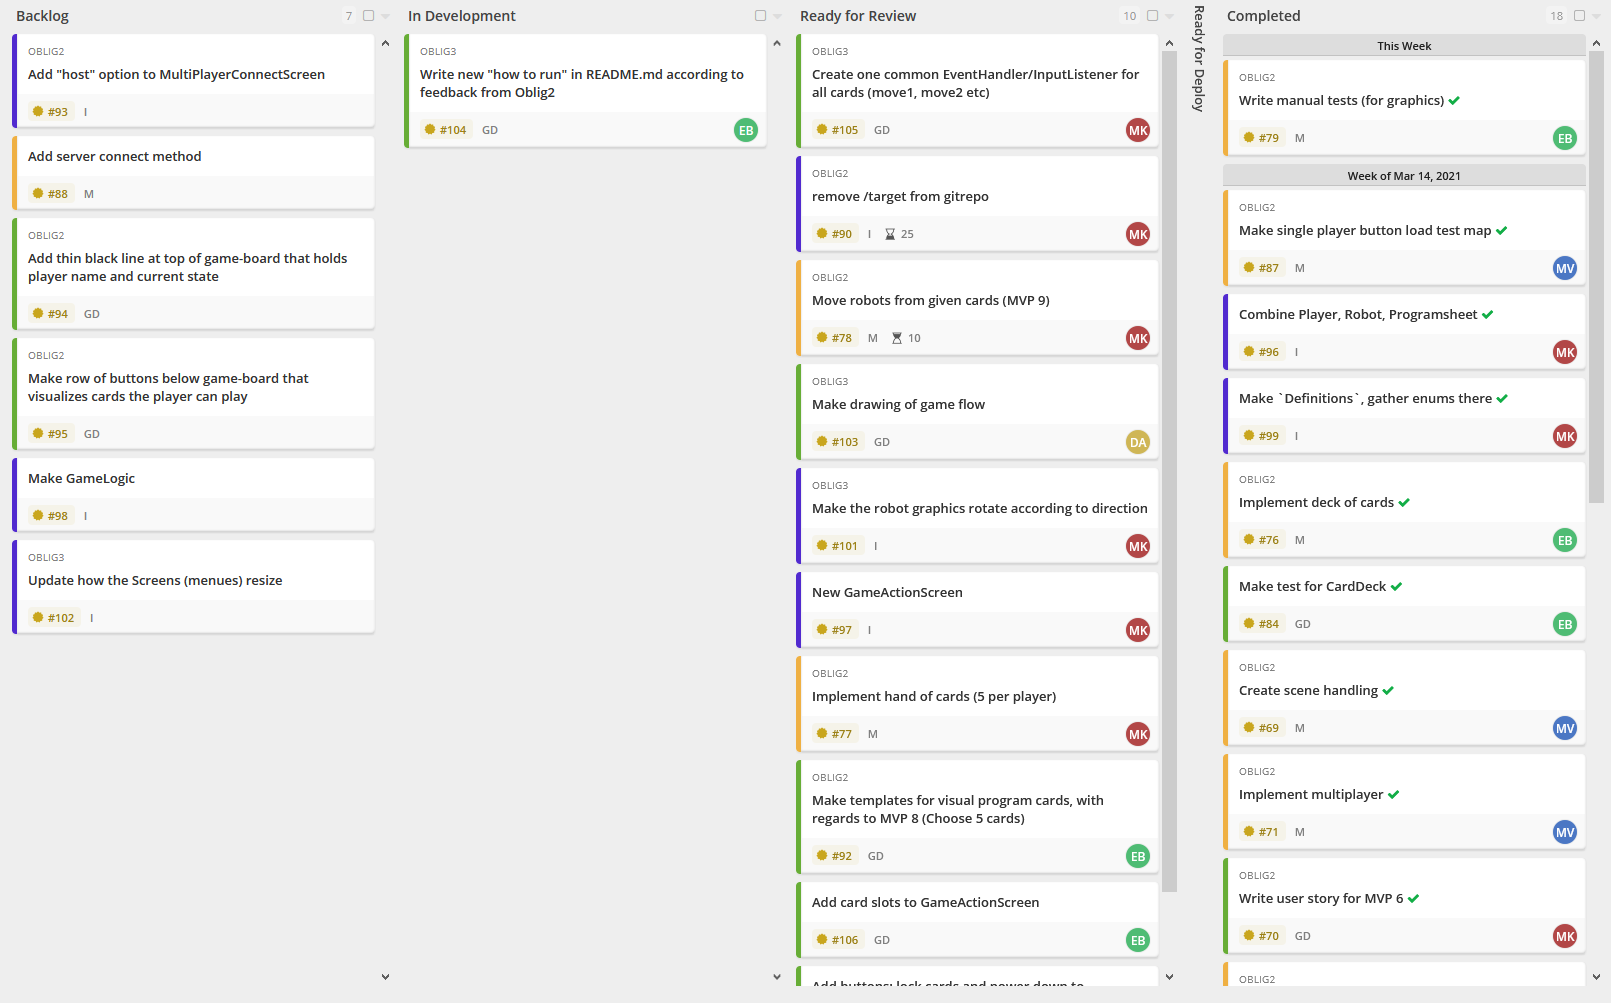 Backlog
7
OBLIG2
Add "host" option to MultiPlayerConnectScreen
#93 I
Add server connect method
#88 M
OBLIG2
Add thin black line at top of game-board that holds
player name and current state
#94 GD
OBLIG2
Make row of buttons below game-board that
visualizes cards the player can play
#95 GD
Make GameLogic
#98 I
OBLIG3
Update how the Screens (menues) resize
#102 I
In Development
OBLIG3
Write new "how to run" in README.md according to
feedback from Oblig2
#104 GD EB
Ready for Review
10
OBLIG3
Create one common EventHandler/InputListener for
all cards (move1, move2 etc)
#105 GD MK
OBLIG2
remove /target from gitrepo
#90 I 25 MK
OBLIG2
Move robots from given cards (MVP 9)
#78 M 10 MK
OBLIG3
Make drawing of game flow
#103 GD DA
OBLIG3
Make the robot graphics rotate according to direction
#101 I MK
New GameActionScreen
#97 I MK
OBLIG2
Implement hand of cards (5 per player)
#77 M MK
OBLIG2
Make templates for visual program cards, with
regards to MVP 8 (Choose 5 cards)
#92 GD EB
Add card slots to GameActionScreen
#106 GD EB
Add buttons: lock cards and power down to
Ready for Deploy
Completed
18
This Week
OBLIG2
Write manual tests (for graphics)
#79 M EB
Week of Mar 14, 2021
OBLIG2
Make single player button load test map
#87 M MV
Combine Player, Robot, Programsheet
#96 I MK
Make `Definitions`, gather enums there
#99 I MK
OBLIG2
Implement deck of cards
#76 M EB
Make test for CardDeck
#84 GD EB
OBLIG2
Create scene handling
#69 M MV
OBLIG2
Implement multiplayer
#71 M MV
OBLIG2
Write user story for MVP 6
#70 GD MK
OBLIG2